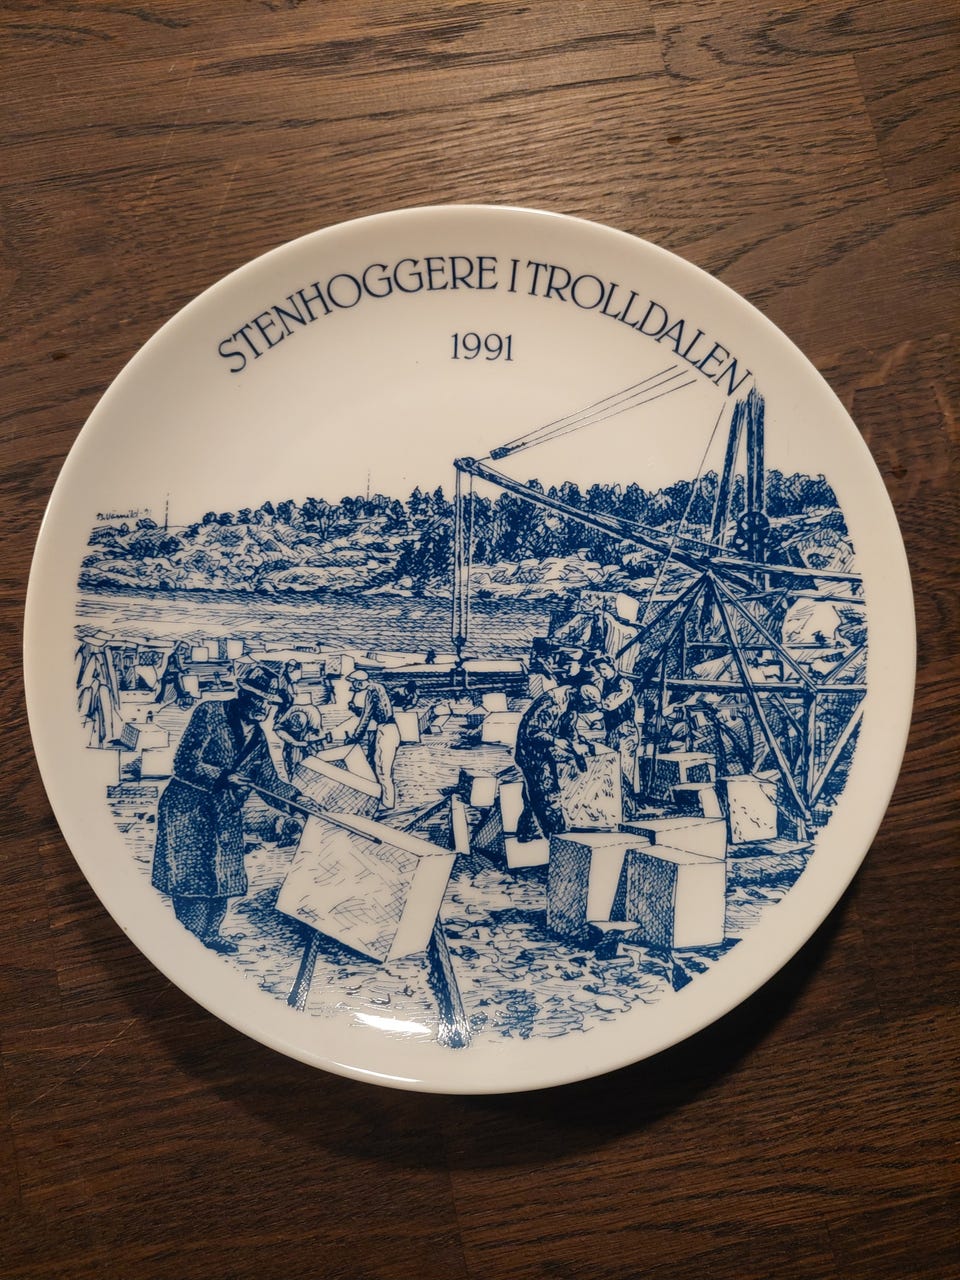 STENHOGGERE I TROLLDALEN
1991